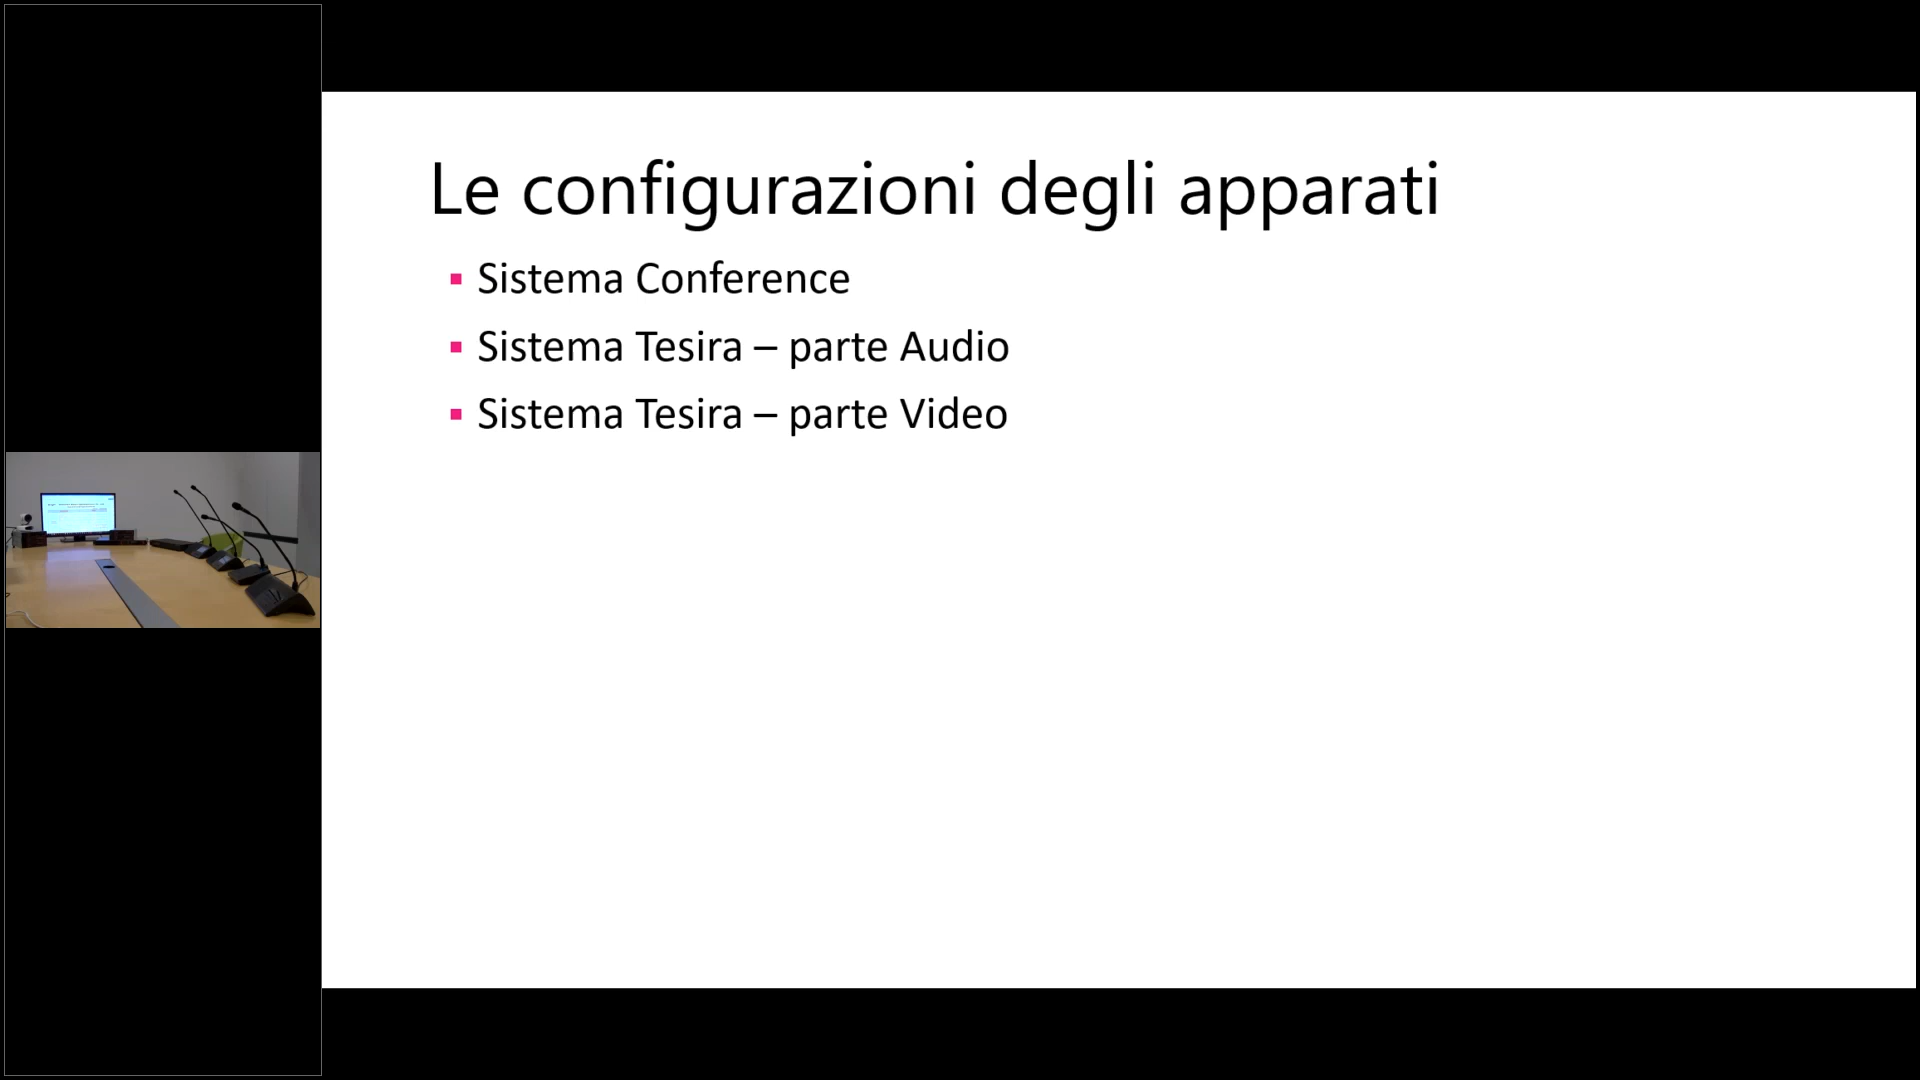 Le configurazioni degli apparati
Sistema Conference
Sistema Tesira – parte Audio
Sistema Tesira – parte Video